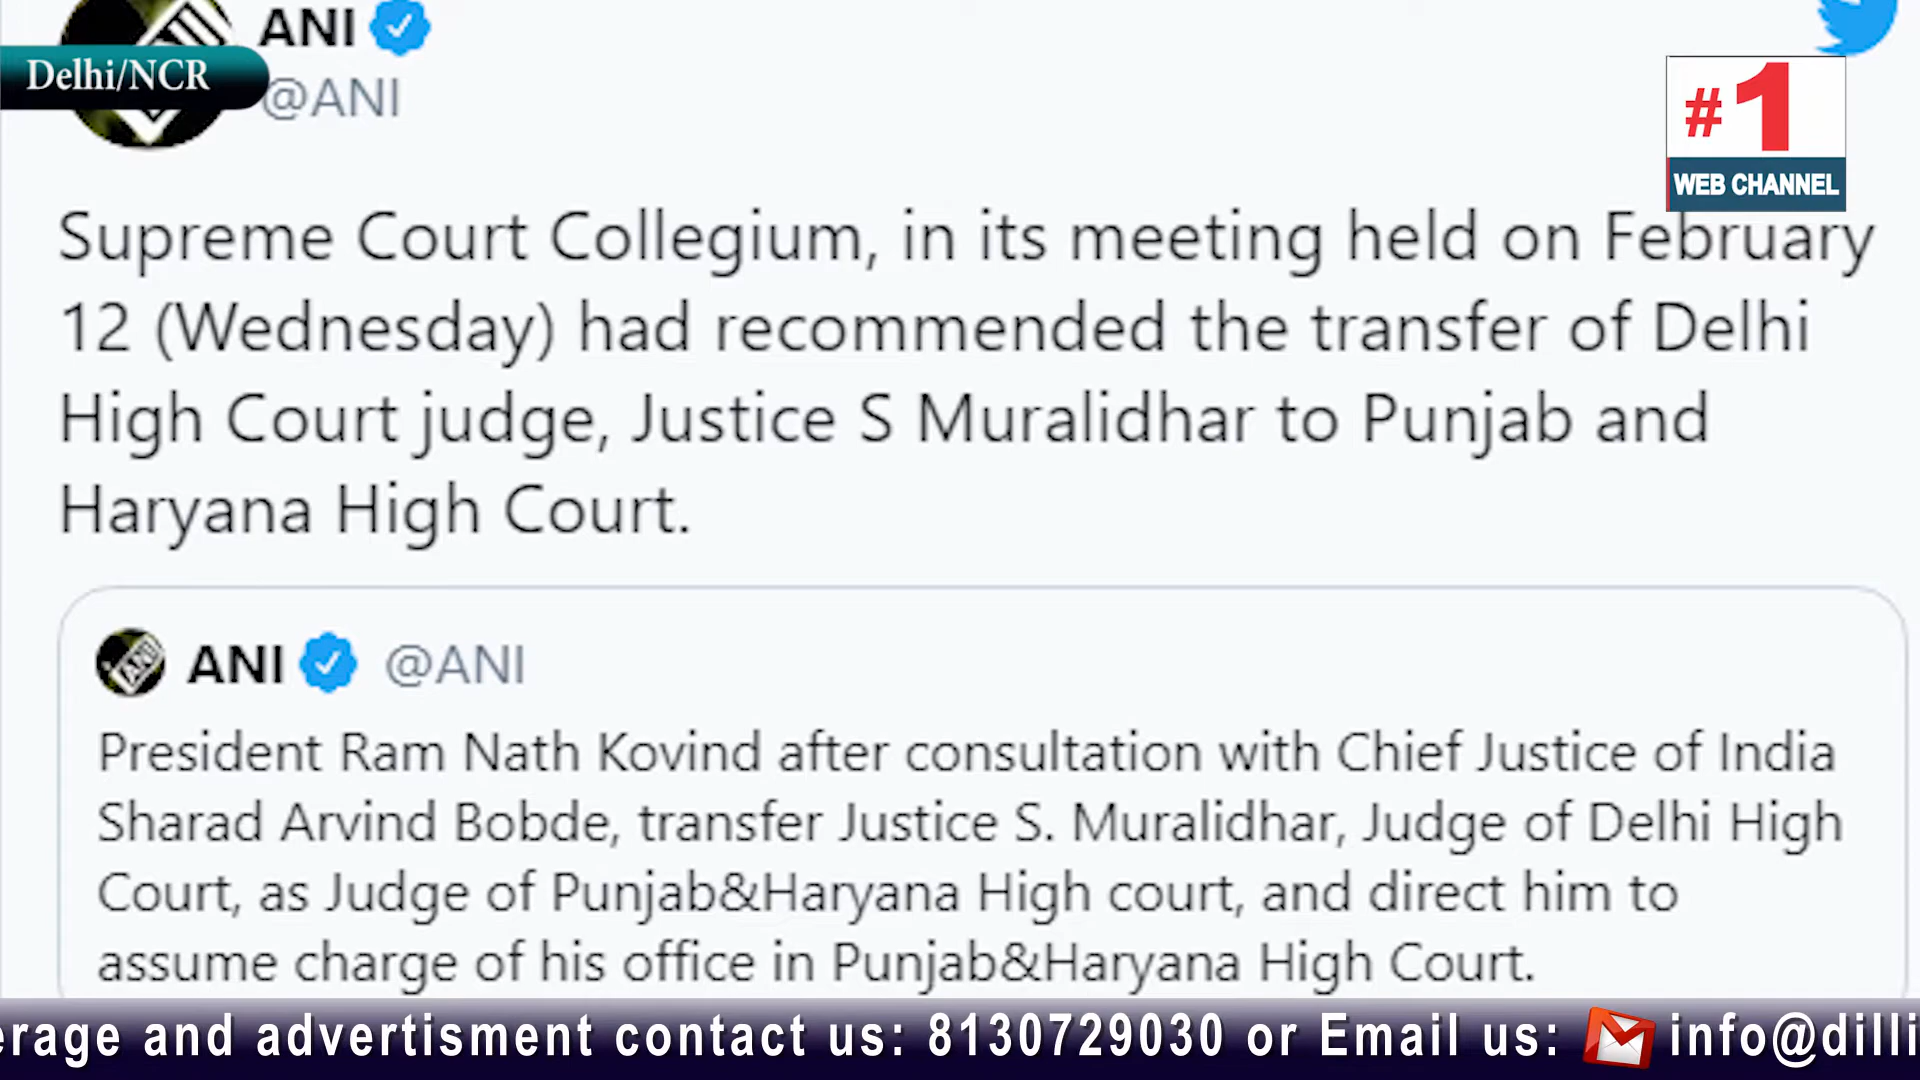 ANI
Delhi/NCR
@ANI
#1
WEB CHANNEL
Supreme Court Collegium, in its meeting held on February
12 (Wednesday) had recommended the transfer of Delhi
High Court judge, Justice S Muralidhar to Punjab and
Haryana High Court.
ANI @ANI
President Ram Nath Kovind after consultation with Chief Justice of India
Sharad Arvind Bobde, transfer Justice S. Muralidhar, Judge of Delhi High
Court, as Judge of Punjab&Haryana High court, and direct him to
assume charge of his office in Punjab&Haryana High Court.
erage and advertisment contact us: 8130729030 or Email us: info@dilli